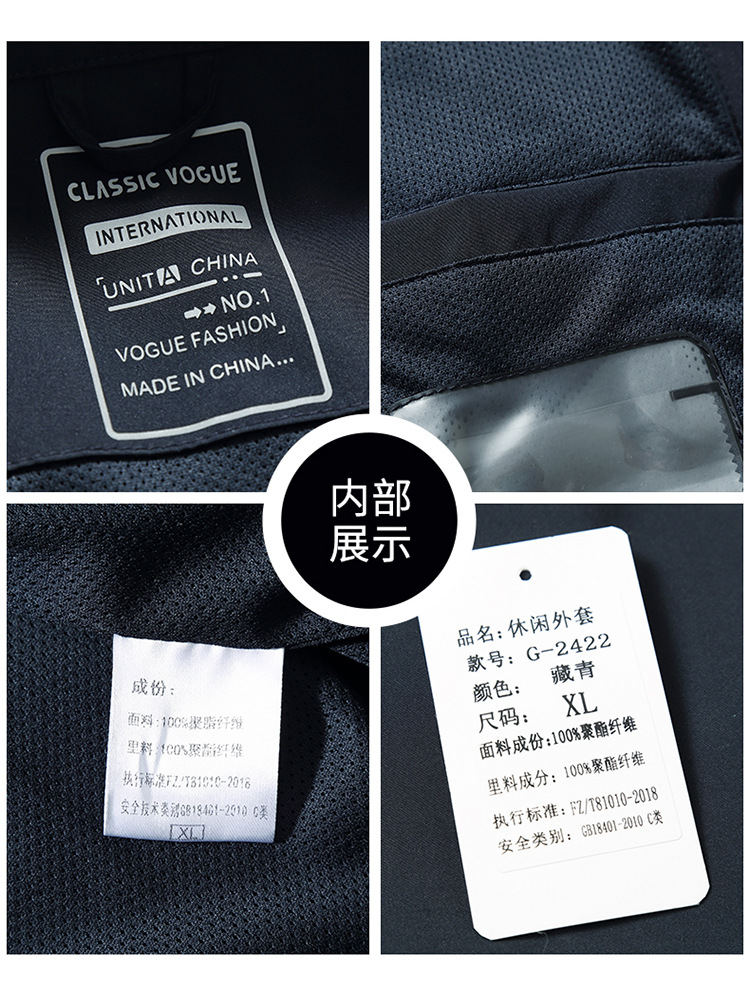 CLASSIC VOGUE
INTERNATIONAL
UNITA CHINA
NO.1
VOGUE FASHION
MADE IN CHINA...
内部
展示
成份:
面料:100%聚脂纤维
里料:100%聚酯纤维
执行标准FZ/T81010-2018
安全技术类别GB18401-2010 C类
XL
品名: 休闲外套
款号: G-2422
颜色: 藏青
尺码: XL
面料成份:100%聚酯纤维
里料成分: 100%聚酯纤维
执行标准: FZ/T81010-2018
安全类别: GB18401-2010 C类